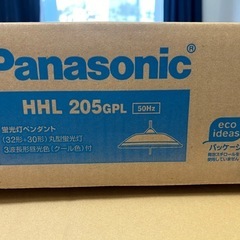 Panasonic®
HHL 205GPL 50Hz
蛍光灯ペンダント
(32形+30形)丸型蛍光灯
3波長形昼光色(クール色)付
eco
ideas
パッケージ